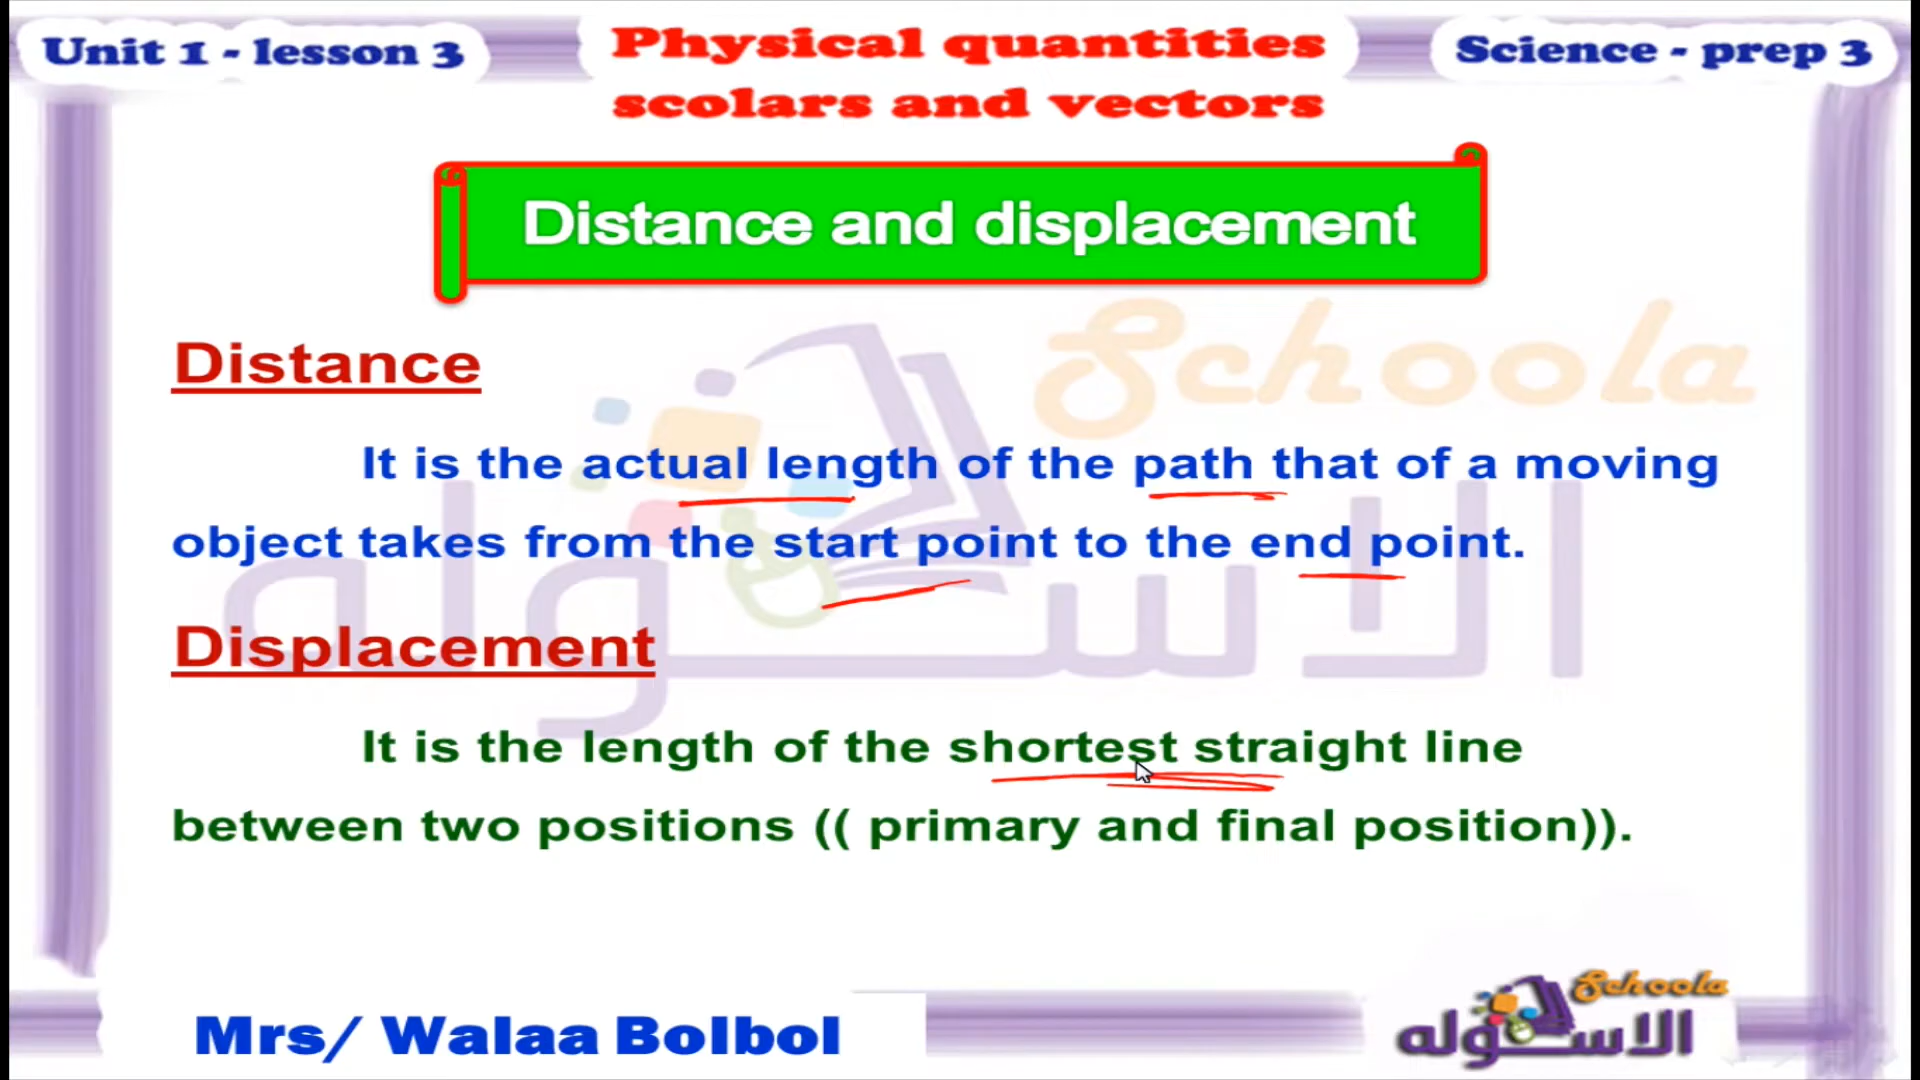 Unit 1 - lesson 3
Physical quantities
scolars and vectors
Science - prep 3
Distance and displacement
Schoola
الاسكوله
Distance
It is the actual length of the path that of a moving
object takes from the start point to the end point.
Displacement
It is the length of the shortest straight line
between two positions (( primary and final position)).
Mrs/ Walaa Bolbol
Schoola
الاسكوله